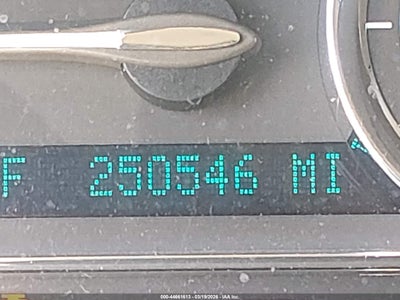 F 250546 MI
000-44661613 - 03/19/2026 - IAA Inc.